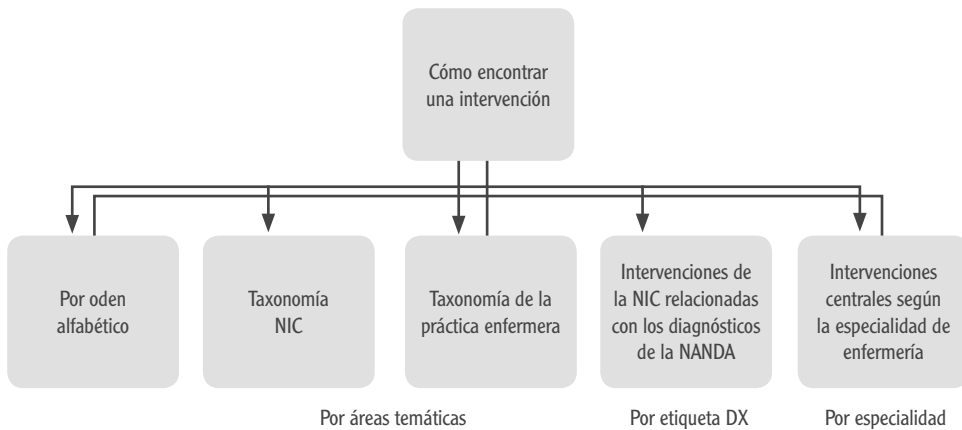 Cómo encontrar
una intervención
Por oden
alfabético
Taxonomía
NIC
Taxonomía de la
práctica enfermera
Intervenciones de
la NIC relacionadas
con los diagnósticos
de la NANDA
Intervenciones
centrales según
la especialidad de
enfermería
Por áreas temáticas
Por etiqueta DX
Por especialidad